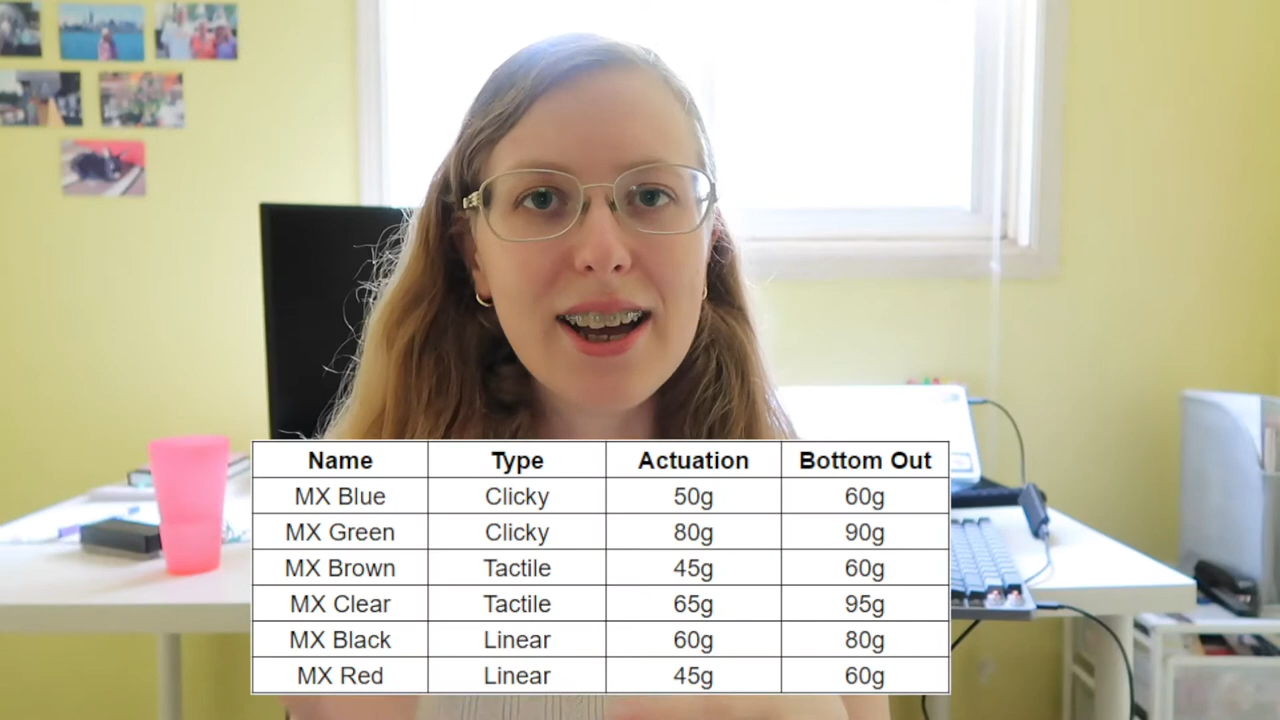 Name Type Actuation Bottom Out
MX Blue Clicky 50g 60g
MX Green Clicky 80g 90g
MX Brown Tactile 45g 60g
MX Clear Tactile 65g 95g
MX Black Linear 60g 80g
MX Red Linear 45g 60g